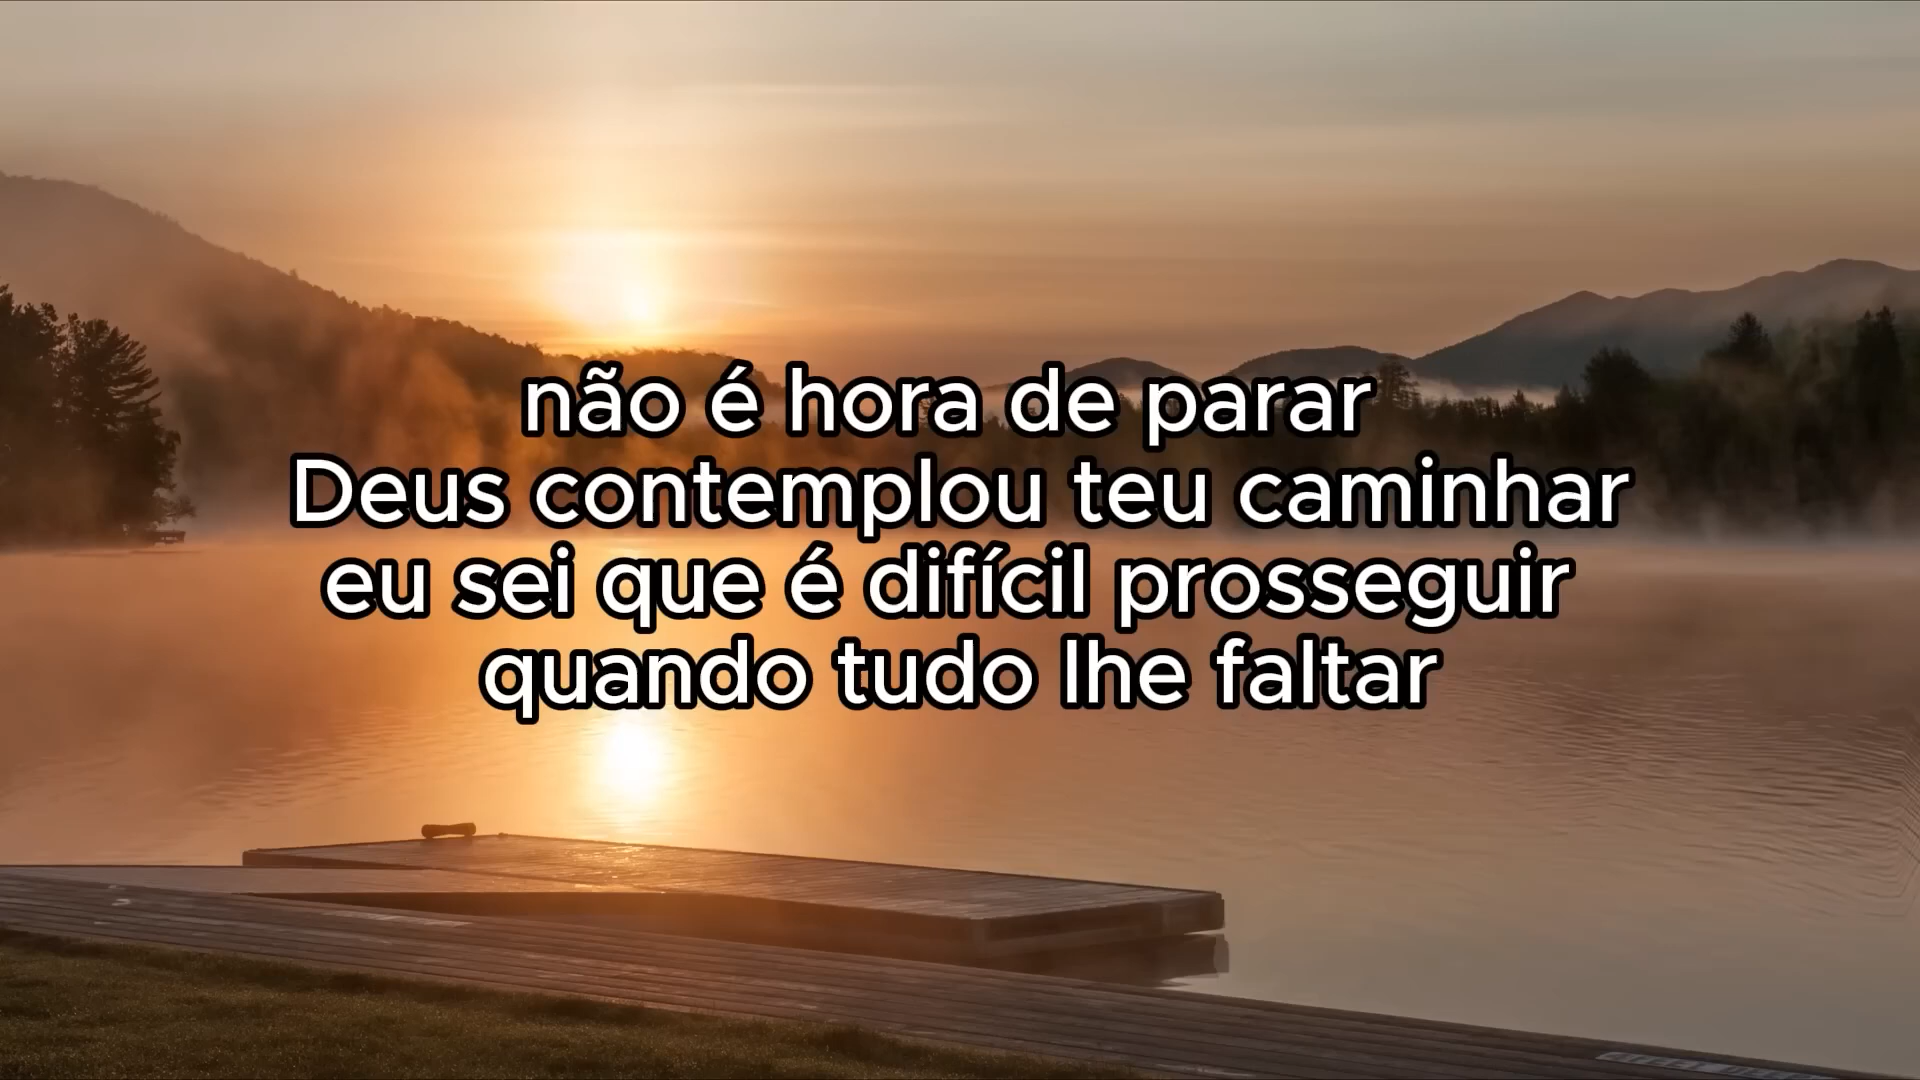 não é hora de parar
Deus contemplou teu caminhar
eu sei que é difícil prosseguir
quando tudo lhe faltar